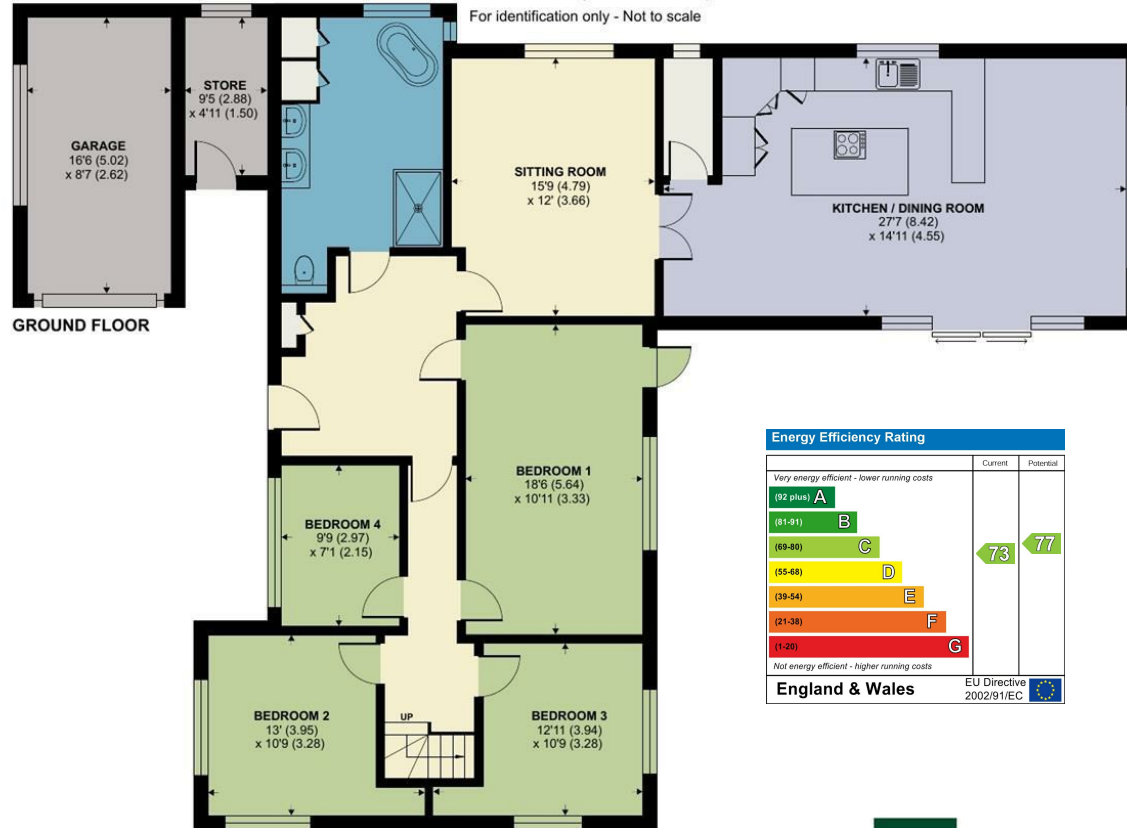 For identification only - Not to scale
STORE
9'5 (2.88)
x 4'11 (1.50)
GARAGE
16'6 (5.02)
x 8'7 (2.62)
SITTING ROOM
15'9 (4.79)
x 12' (3.66)
KITCHEN / DINING ROOM
27'7 (8.42)
x 14'11 (4.55)
GROUND FLOOR
BEDROOM 1
18'6 (5.64)
x 10'11 (3.33)
BEDROOM 4
9'9 (2.97)
x 7'1 (2.15)
BEDROOM 2
13' (3.95)
x 10'9 (3.28)
UP
BEDROOM 3
12'11 (3.94)
x 10'9 (3.28)
Energy Efficiency Rating
Current Potential
Very energy efficient - lower running costs
(92 plus) A
(81-91) B
(69-80) C
73 77
(55-68) D
(39-54) E
(21-38) F
(1-20) G
Not energy efficient - higher running costs
England & Wales
EU Directive
2002/91/EC